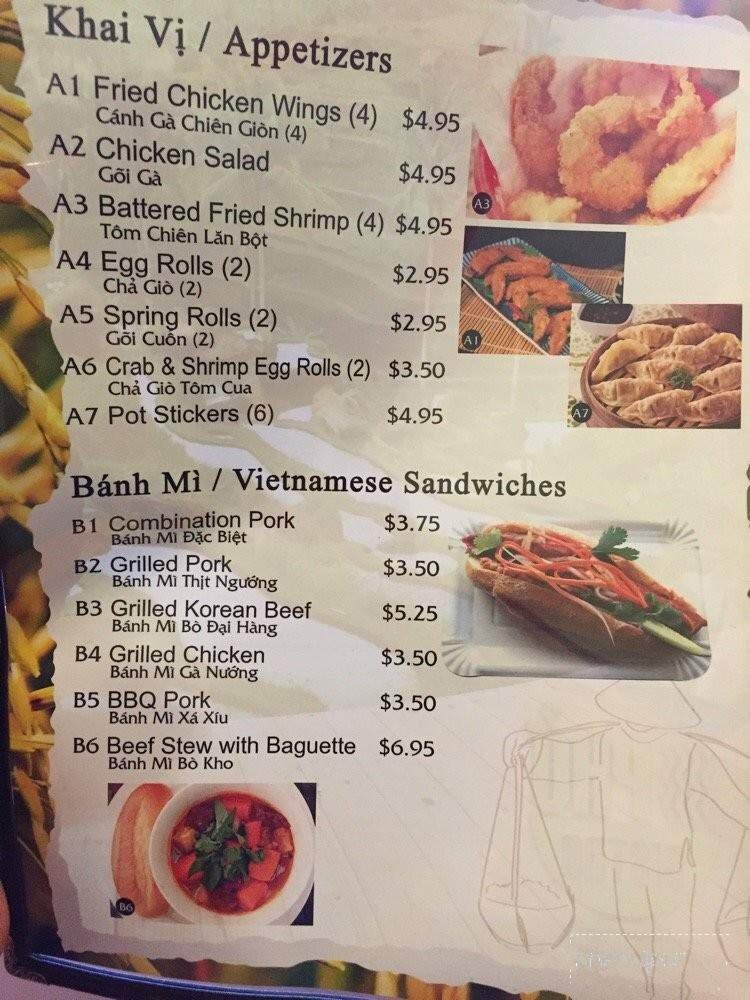 Khai Vị / Appetizers
A1 Fried Chicken Wings (4) $4.95
Cánh Gà Chiên Giòn (4)
A2 Chicken Salad $4.95
Gõi Gà
A3 Battered Fried Shrimp (4) $4.95
Tôm Chiên Lăn Bột
A4 Egg Rolls (2) $2.95
Chả Giò (2)
A5 Spring Rolls (2) $2.95
Gõi Cuốn (2)
A6 Crab & Shrimp Egg Rolls (2) $3.50
Chả Giò Tôm Cua
A7 Pot Stickers (6) $4.95
A3
A1
A7
Bánh Mì / Vietnamese Sandwiches
B1 Combination Pork $3.75
Bánh Mì Đặc Biệt
B2 Grilled Pork $3.50
Bánh Mì Thịt Ngướng
B3 Grilled Korean Beef $5.25
Bánh Mì Bò Đại Hàng
B4 Grilled Chicken $3.50
Bánh Mì Gà Nướng
B5 BBQ Pork $3.50
Bánh Mì Xá Xíu
B6 Beef Stew with Baguette $6.95
Bánh Mì Bò Kho
B6